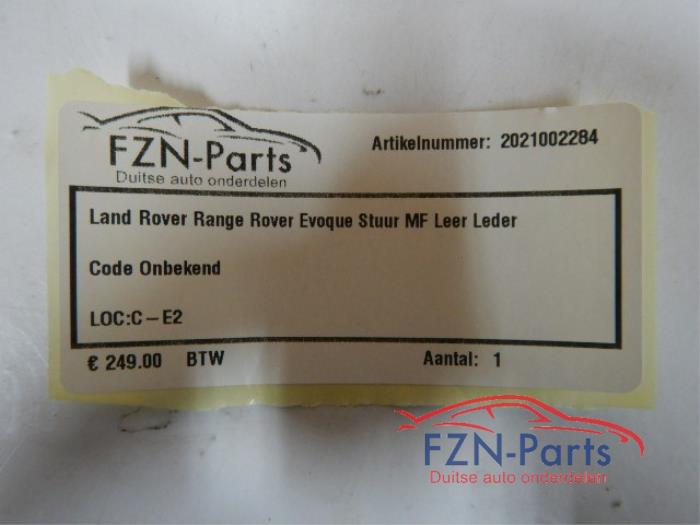 FZN-Parts
Duitse auto onderdelen
Artikelnummer: 2021002284
Land Rover Range Rover Evoque Stuur MF Leer Leder
Code Onbekend
LOC:C-E2
€ 249.00 BTW Aantal: 1
FZN-Parts
Duitse auto onderdelen